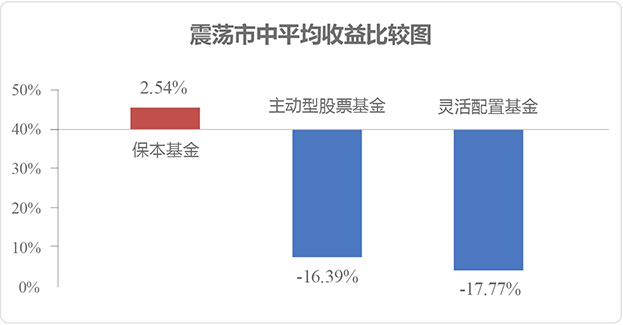 震荡市中平均收益比较图
50%
40%
30%
20%
10%
0%
2.54%
保本基金
主动型股票基金
-16.39%
灵活配置基金
-17.77%